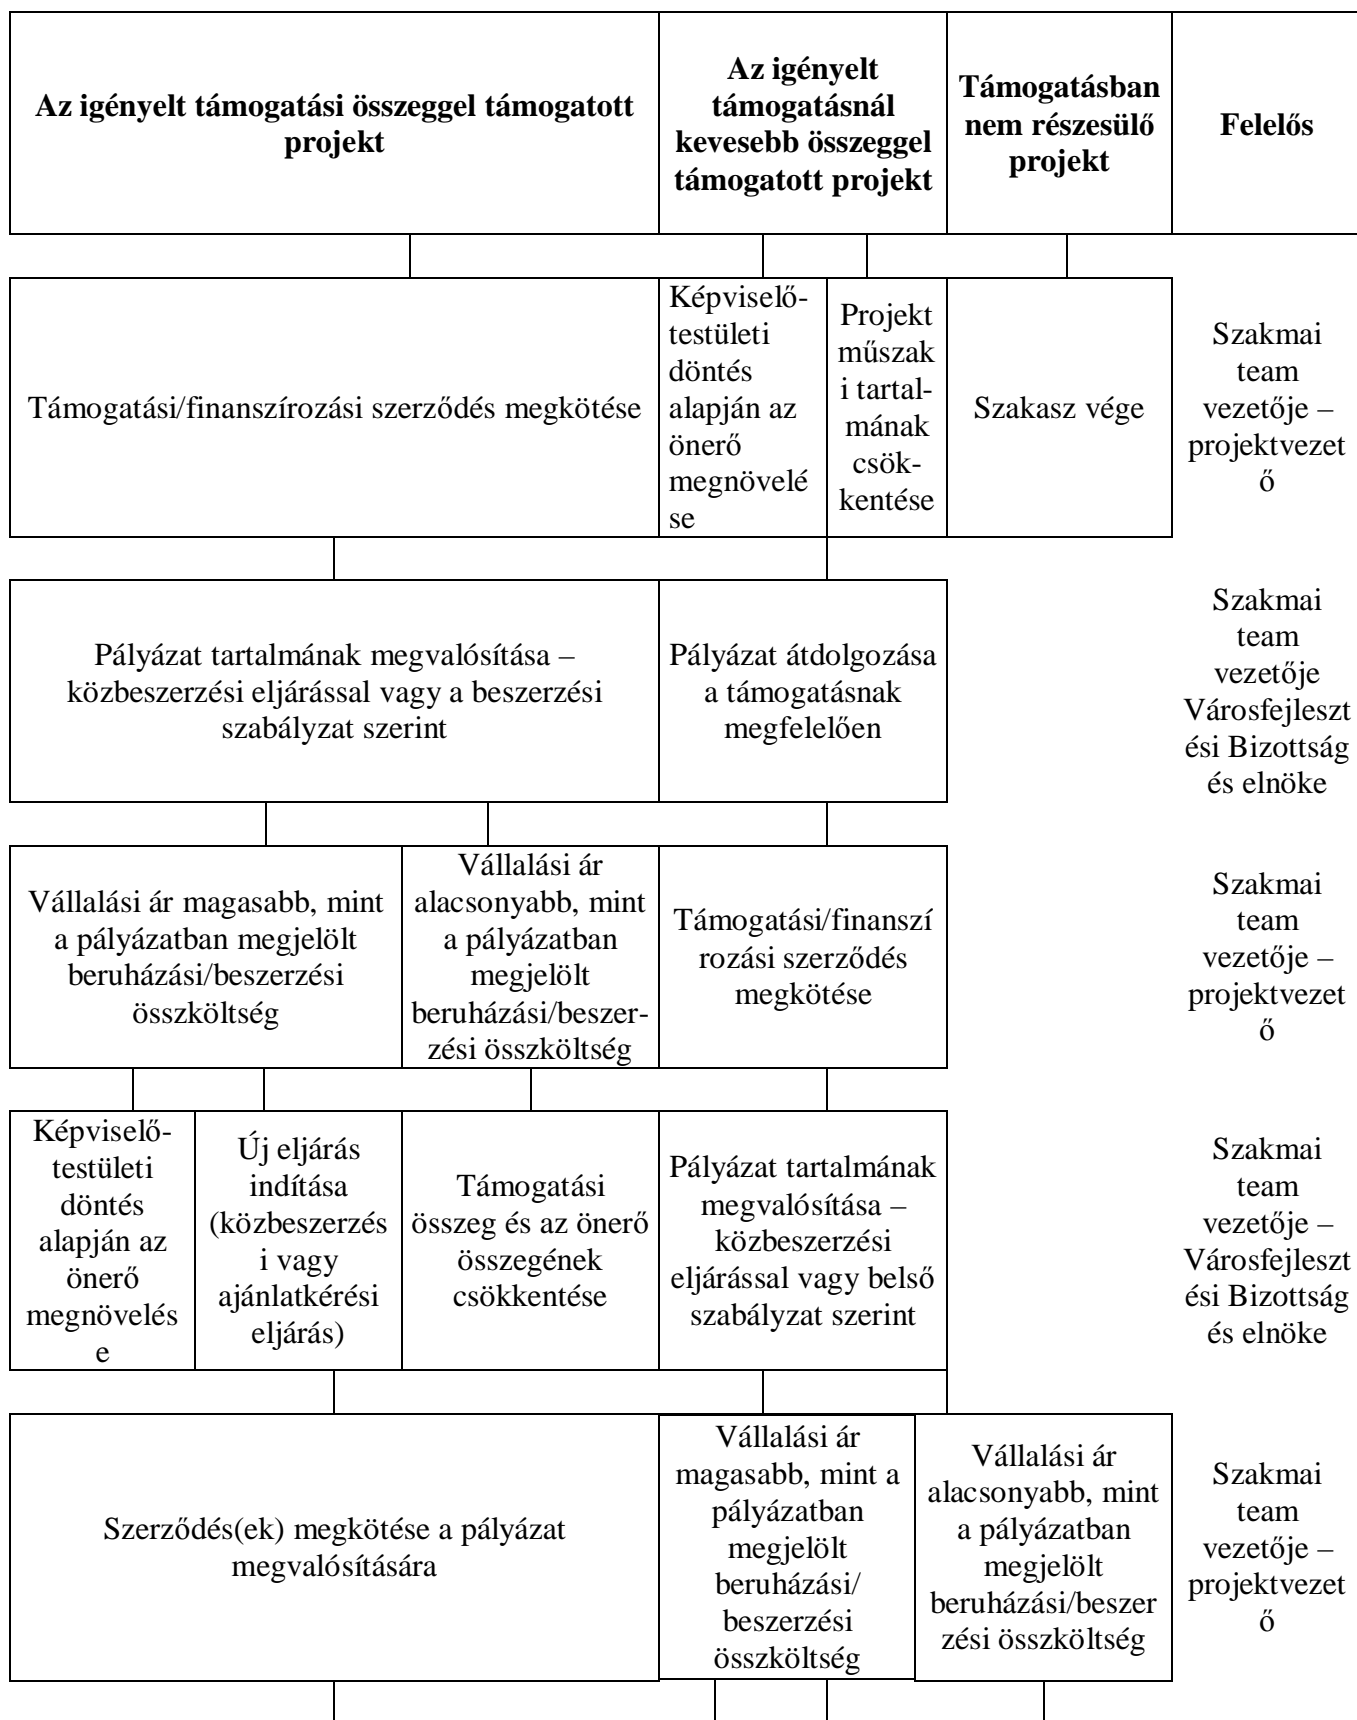 Az igényelt támogatási összeggel támogatott
projekt
Az igényelt
támogatásnál
kevesebb összeggel
támogatott projekt
Támogatásban
nem részesülő
projekt
Felelős
Támogatási/finanszírozási szerződés megkötése
Képviselő-
testületi
döntés
alapján az
önerő
megnövelé
se
Projekt
műszak
i tartal-
mának
csök-
kentése
Szakasz vége
Szakmai
team
vezetője –
projektvezet
ő
Pályázat tartalmának megvalósítása –
közbeszerzési eljárással vagy a beszerzési
szabályzat szerint
Pályázat átdolgozása
a támogatásnak
megfelelően
Szakmai
team
vezetője
Városfejleszt
ési Bizottság
és elnöke
Vállalási ár magasabb, mint
a pályázatban megjelölt
beruházási/beszerzési
összköltség
Vállalási ár
alacsonyabb, mint
a pályázatban
megjelölt
beruházási/beszer-
zési összköltség
Támogatási/finanszí
rozási szerződés
megkötése
Szakmai
team
vezetője –
projektvezet
ő
Képviselő-
testületi
döntés
alapján az
önerő
megnövelés
e
Új eljárás
indítása
(közbeszerzés
i vagy
ajánlatkérési
eljárás)
Támogatási
összeg és az önerő
összegének
csökkentése
Pályázat tartalmának
megvalósítása –
közbeszerzési
eljárással vagy belső
szabályzat szerint
Szakmai
team
vezetője –
Városfejleszt
ési Bizottság
és elnöke
Szerződés(ek) megkötése a pályázat
megvalósítására
Vállalási ár
magasabb, mint a
pályázatban
megjelölt
beruházási/
beszerzési
összköltség
Vállalási ár
alacsonyabb, mint
a pályázatban
megjelölt
beruházási/beszer
zési összköltség
Szakmai
team
vezetője –
projektvezet
ő